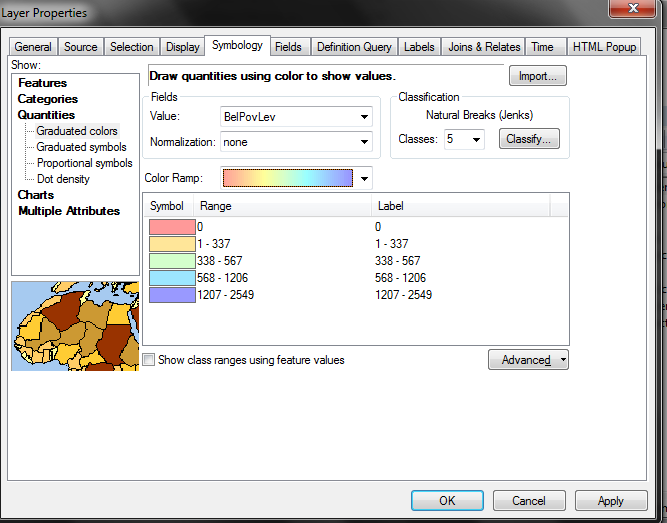 Layer Properties
General Source Selection Display Symbology Fields Definition Query Labels Joins & Relates Time HTML Popup
Show:
Features
Categories
Quantities
Graduated colors
Graduated symbols
Proportional symbols
Dot density
Charts
Multiple Attributes
Draw quantities using color to show values.
Import...
Fields
Value: BelPovLev
Normalization: none
Classification
Natural Breaks (Jenks)
Classes: 5 Classify...
Color Ramp:
Symbol Range Label
0 0
1 - 337 1 - 337
338 - 567 338 - 567
568 - 1206 568 - 1206
1207 - 2549 1207 - 2549
Show class ranges using feature values
Advanced
OK Cancel Apply